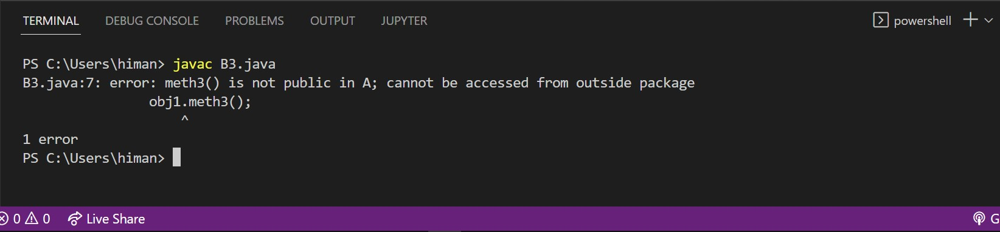 TERMINAL DEBUG CONSOLE PROBLEMS OUTPUT JUPYTER powershell
PS C:\Users\himan> javac B3.java
B3.java:7: error: meth3() is not public in A; cannot be accessed from outside package
obj1.meth3();
^
1 error
PS C:\Users\himan>
0 0 Live Share G